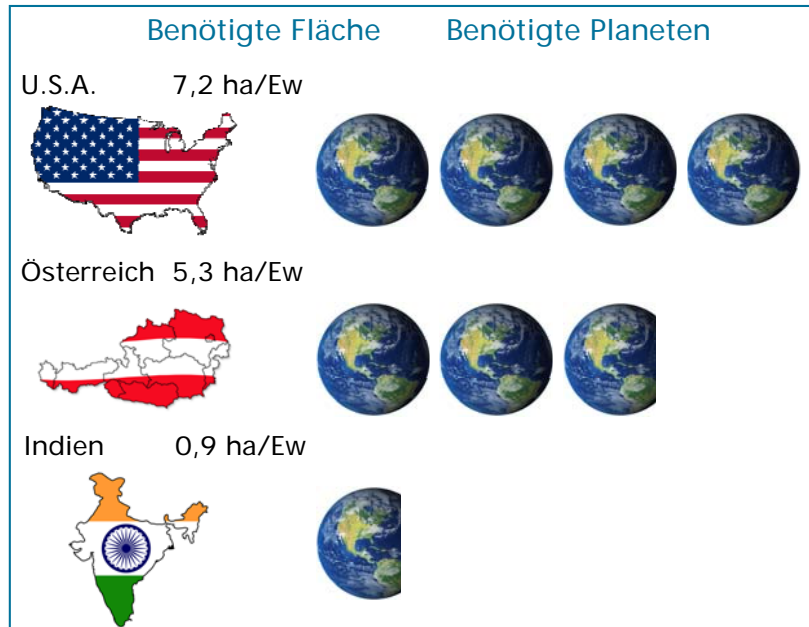 Benötigte Fläche Benötigte Planeten
U.S.A. 7,2 ha/Ew
Österreich 5,3 ha/Ew
Indien 0,9 ha/Ew